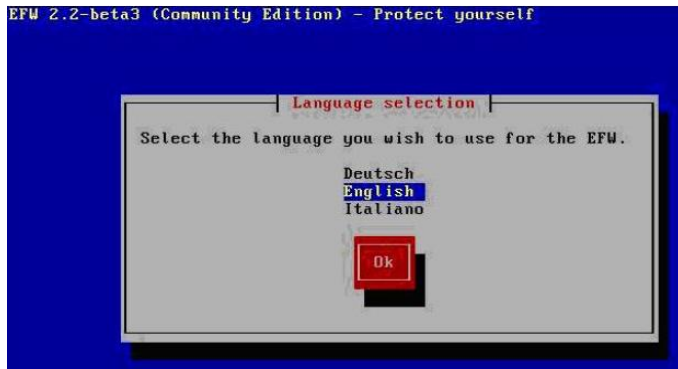 EFW 2.2-beta3 (Community Edition) - Protect yourself
Language selection
Select the language you wish to use for the EFW.
Deutsch
English
Italiano
Ok